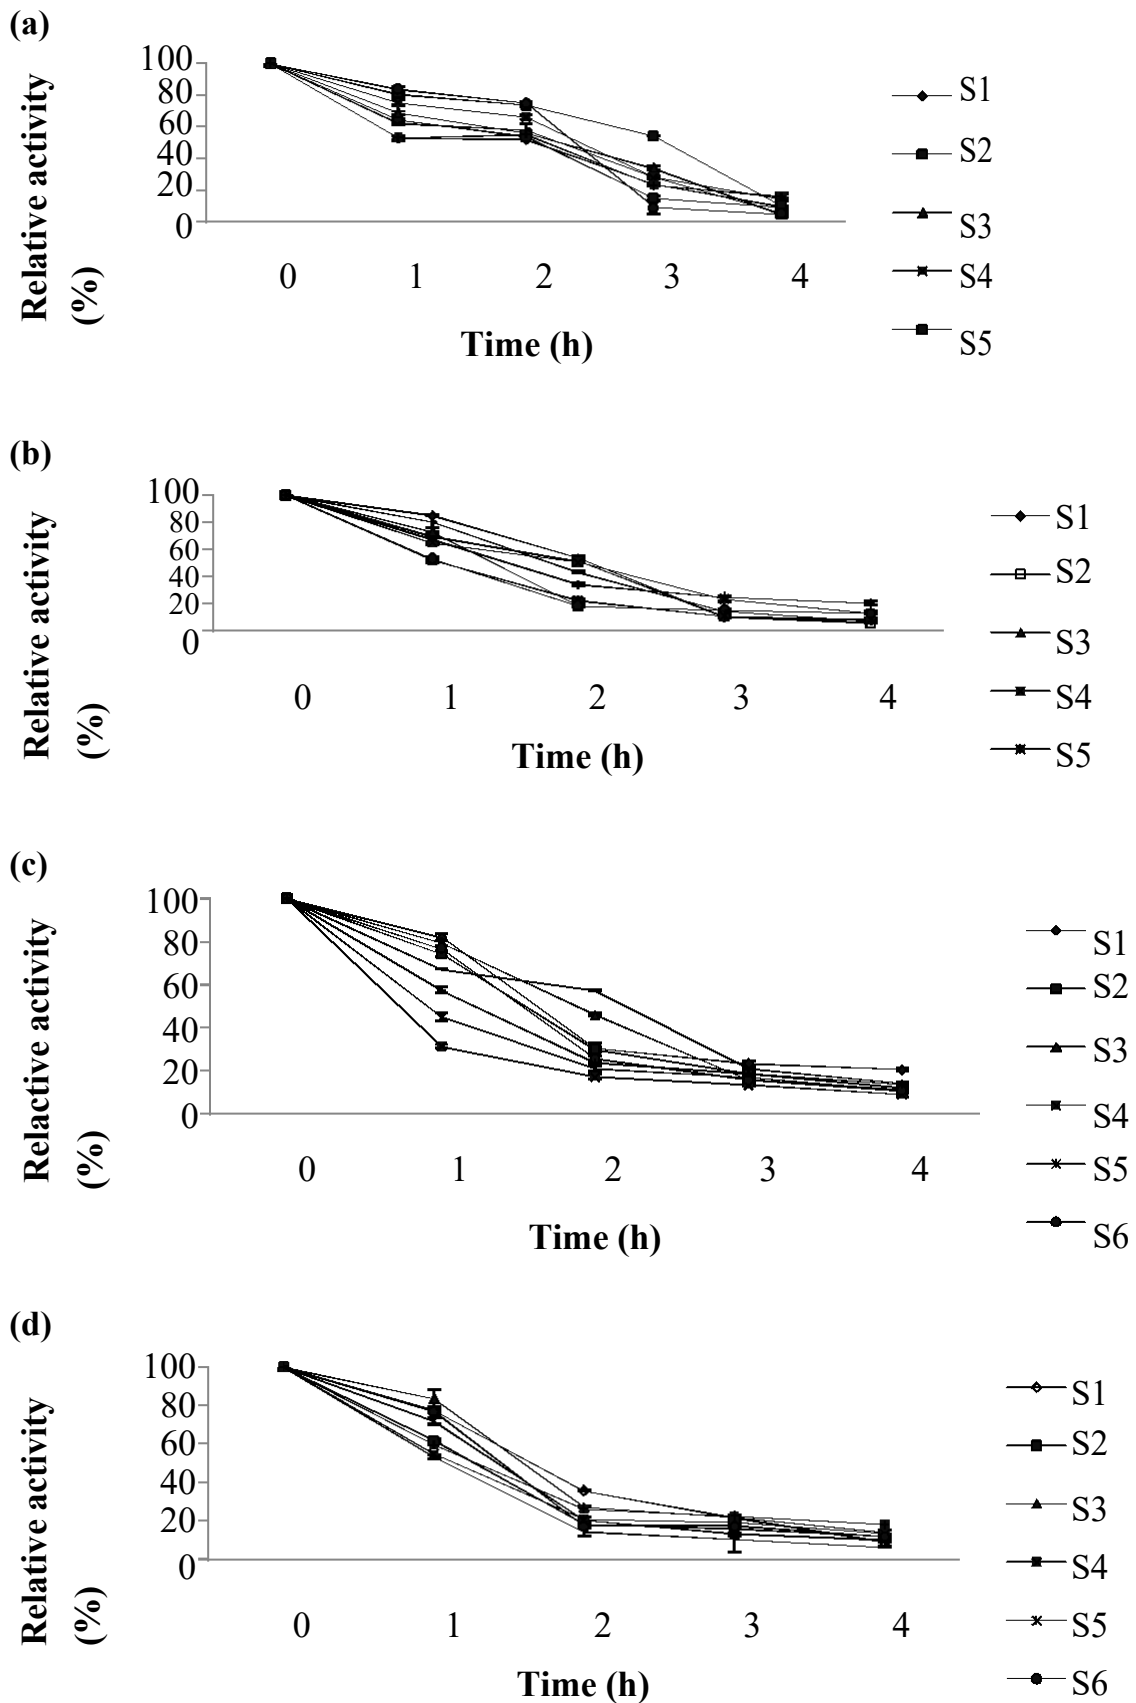 (a)
Relative activity
(%)
100
80
60
40
20
0
0 1 2 3 4
Time (h)
S1
S2
S3
S4
S5
(b)
Relative activity
(%)
100
80
60
40
20
0
0 1 2 3 4
Time (h)
S1
S2
S3
S4
S5
(c)
Relactive activity
(%)
100
80
60
40
20
0
0 1 2 3 4
Time (h)
S1
S2
S3
S4
S5
S6
(d)
Relative activity
(%)
100
80
60
40
20
0
0 1 2 3 4
Time (h)
S1
S2
S3
S4
S5
S6